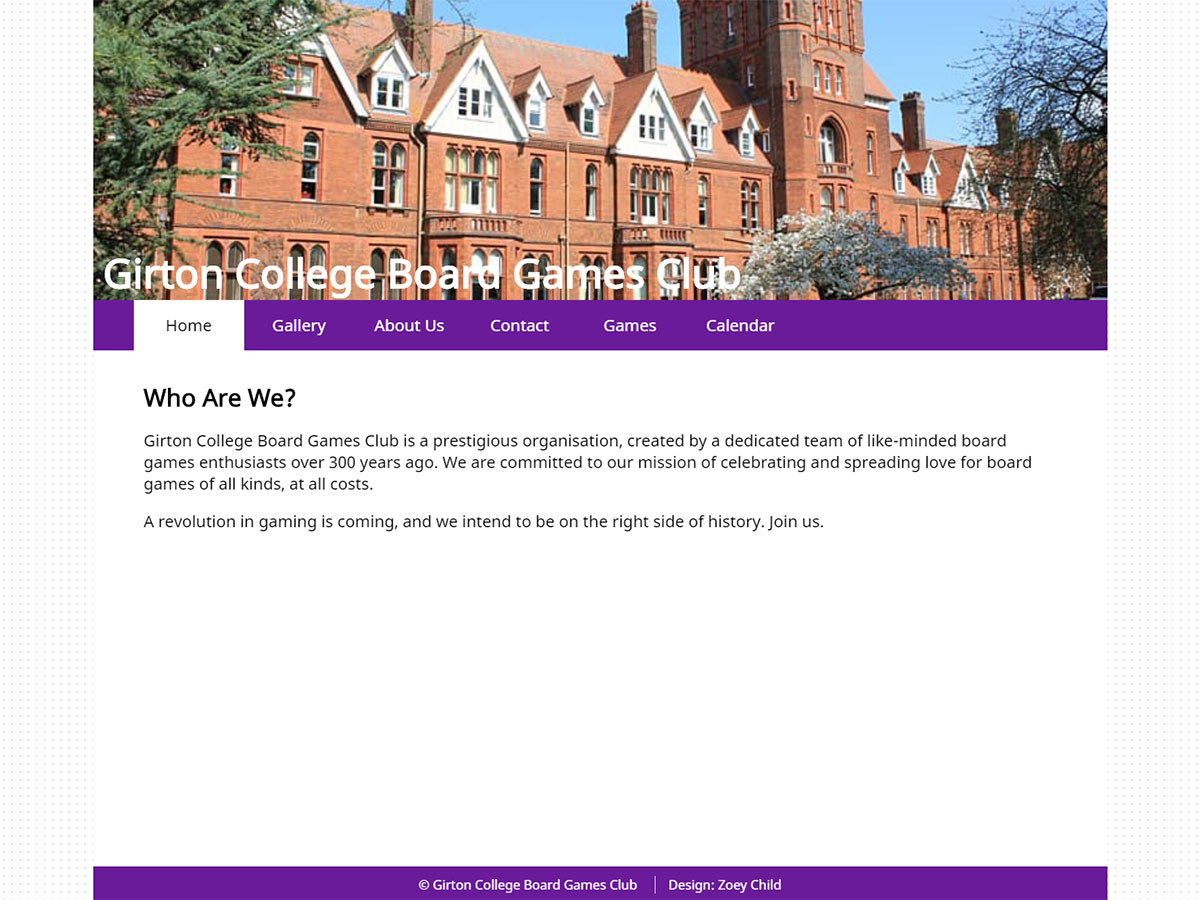 Girton College Board Games Club
Home Gallery About Us Contact Games Calendar
Who Are We?
Girton College Board Games Club is a prestigious organisation, created by a dedicated team of like-minded board
games enthusiasts over 300 years ago. We are committed to our mission of celebrating and spreading love for board
games of all kinds, at all costs.
A revolution in gaming is coming, and we intend to be on the right side of history. Join us.
© Girton College Board Games Club | Design: Zoey Child